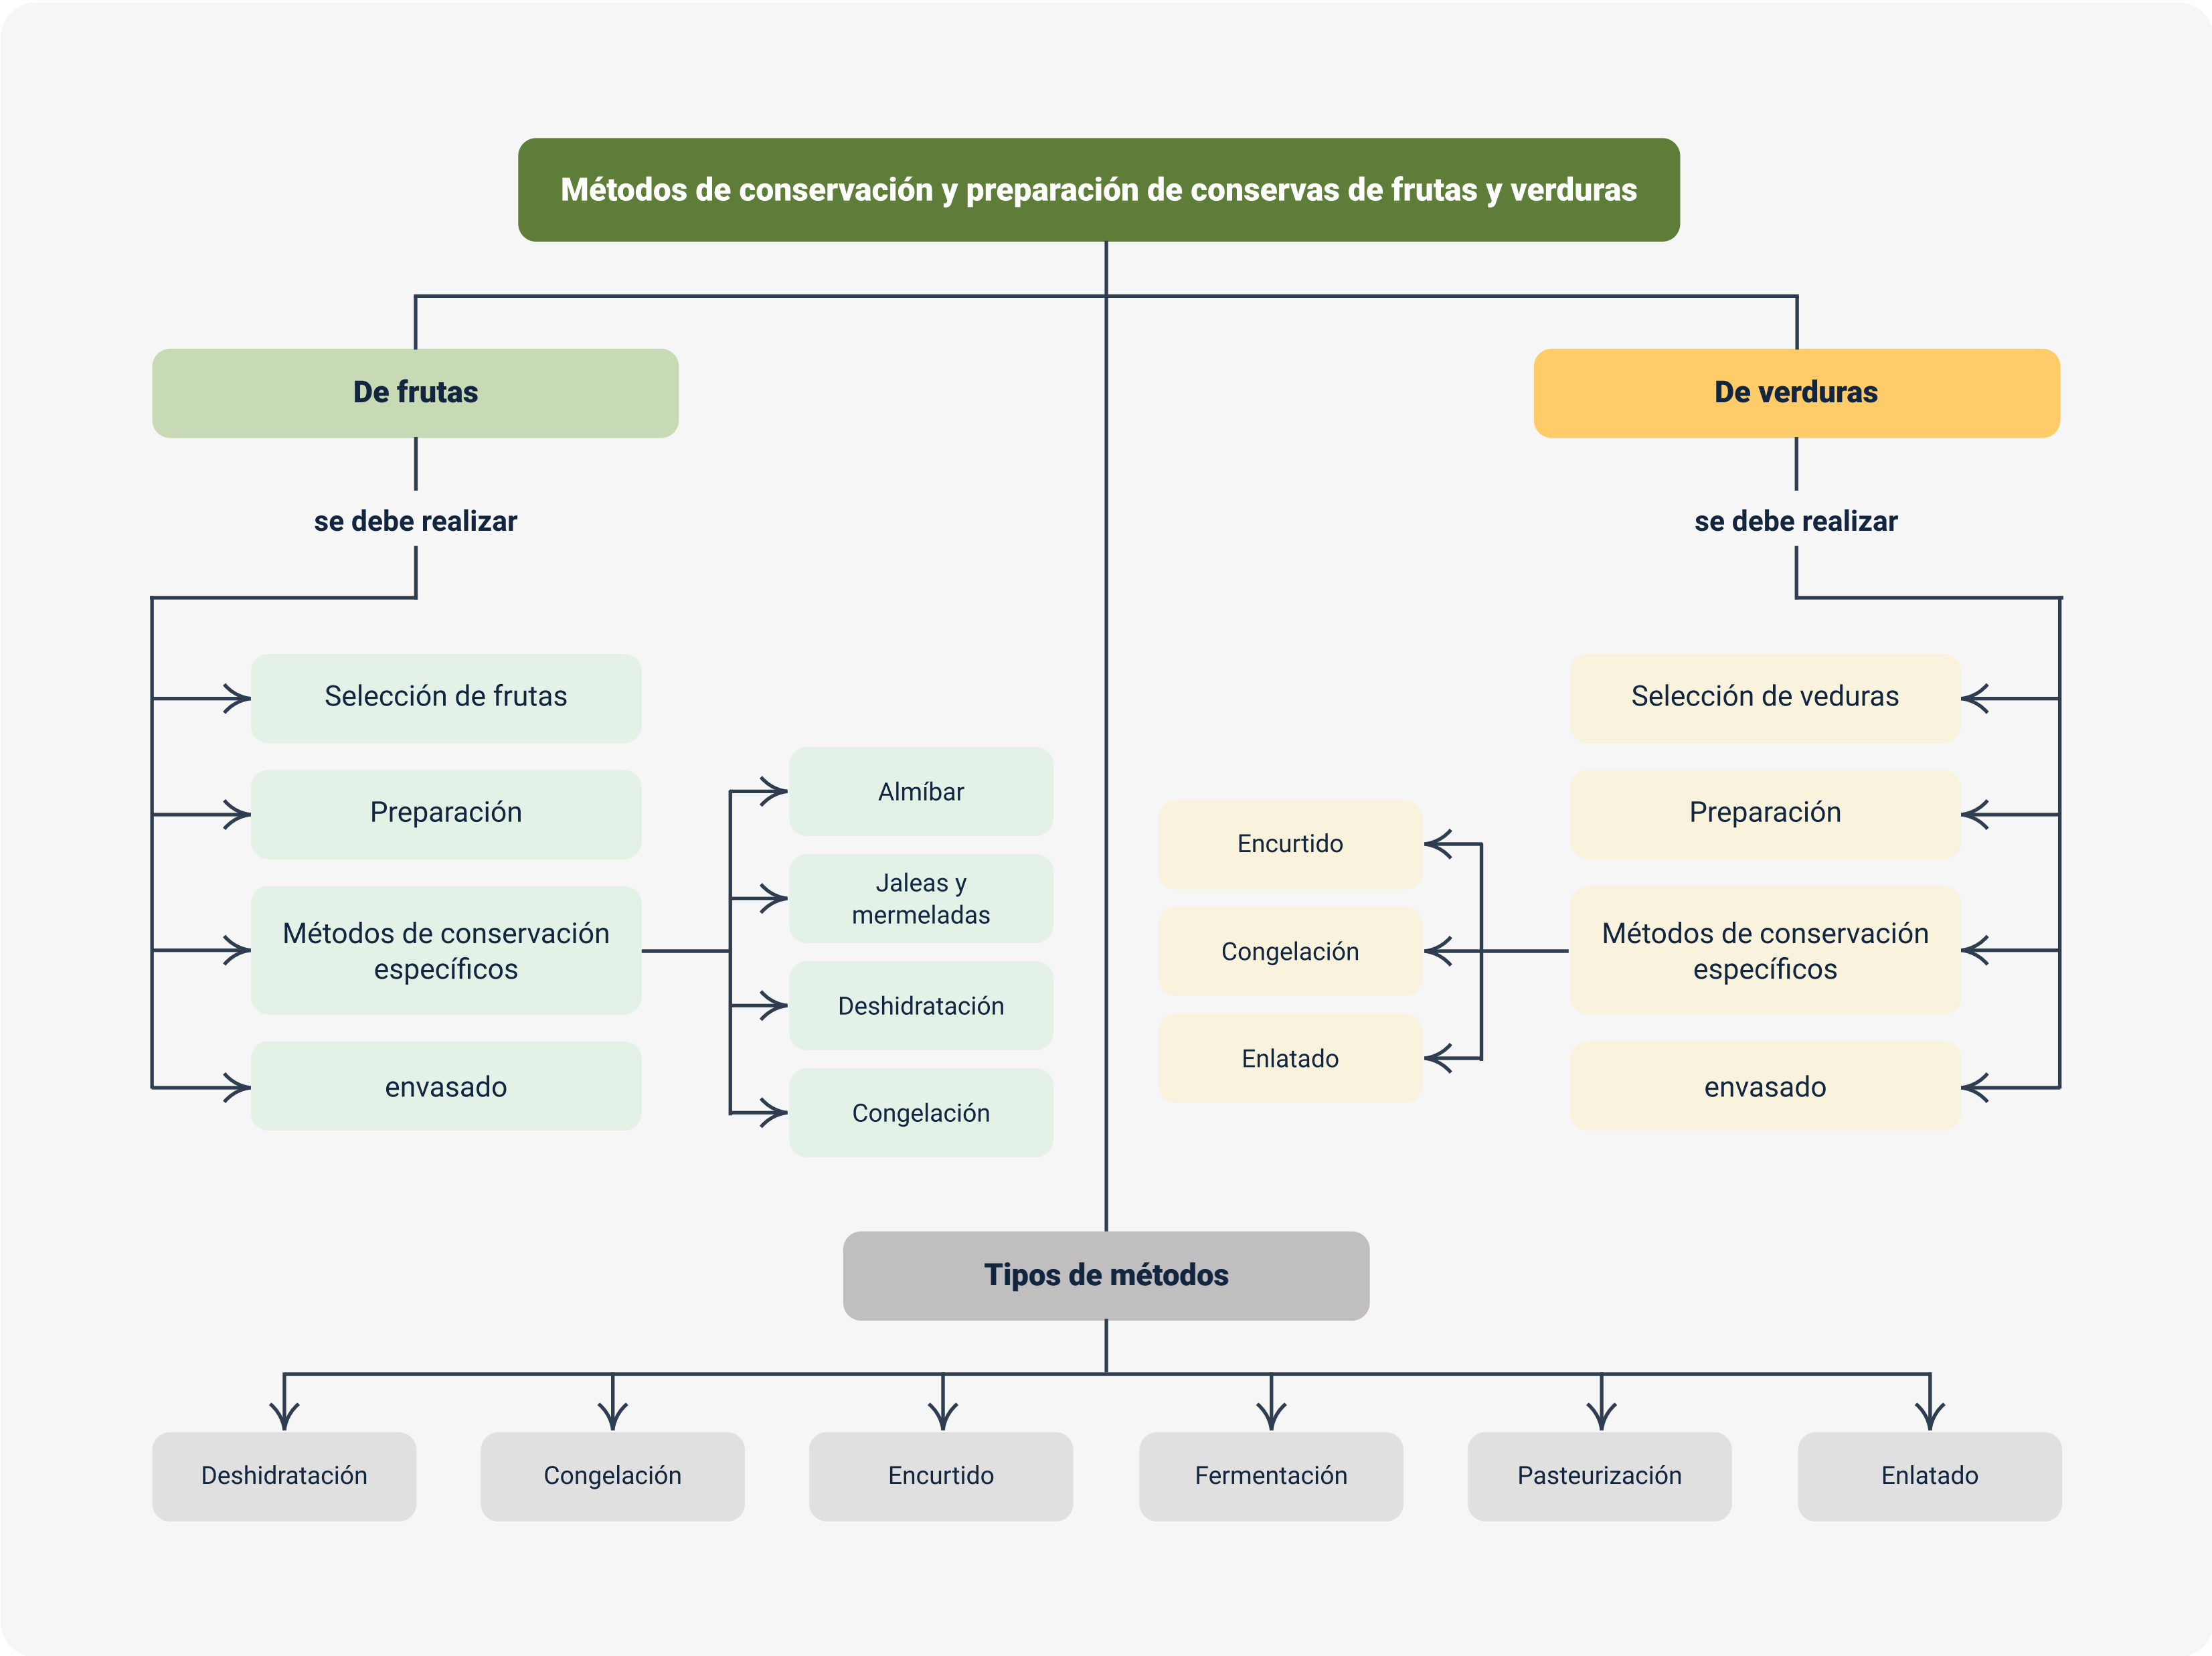 Métodos de conservación y preparación de conservas de frutas y verduras
De frutas
se debe realizar
Selección de frutas
Preparación
Métodos de conservación
específicos
envasado
Almíbar
Jaleas y
mermeladas
Deshidratación
Congelación
De verduras
se debe realizar
Selección de veduras
Preparación
Métodos de conservación
específicos
envasado
Encurtido
Congelación
Enlatado
Tipos de métodos
Deshidratación
Congelación
Encurtido
Fermentación
Pasteurización
Enlatado